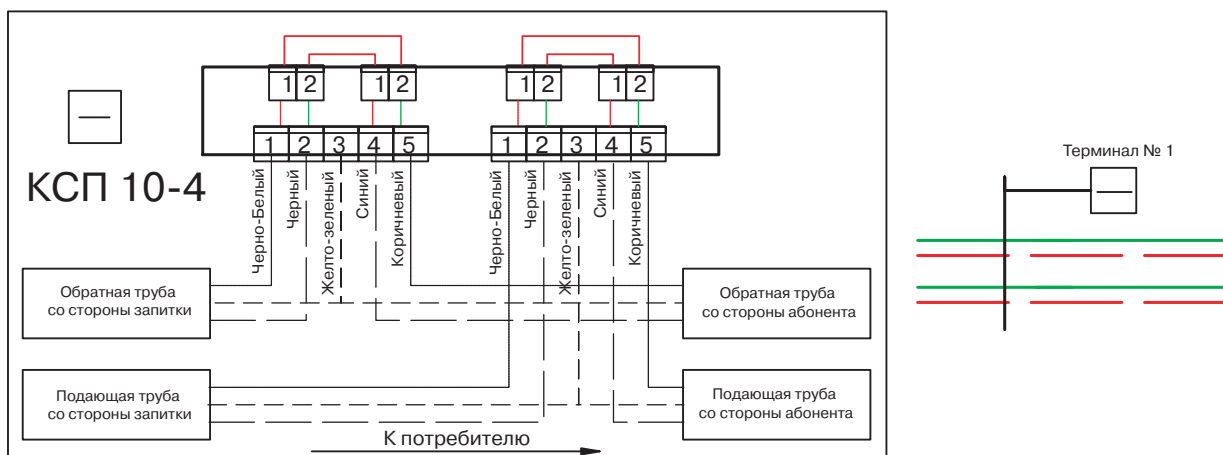 1 2 1 2 1 2 1 2
1 2 3 4 5 1 2 3 4 5
КСП 10-4
Черно-Белый
Черный
Желто-зеленый
Синий
Коричневый
Черно-Белый
Черный
Желто-зеленый
Синий
Коричневый
Обратная труба
со стороны запитки
Обратная труба
со стороны абонента
Подающая труба
со стороны запитки
Подающая труба
со стороны абонента
К потребителю
Терминал № 1